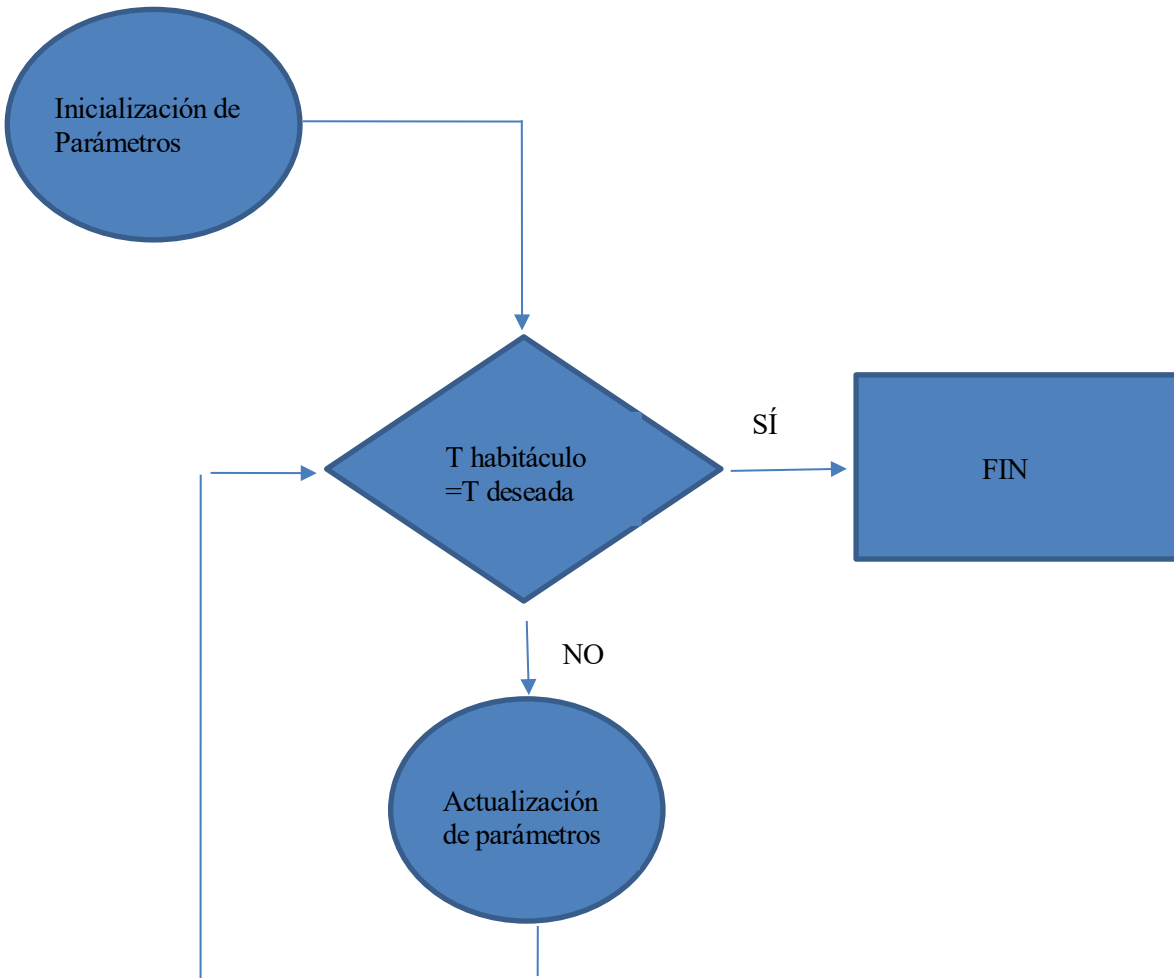 Inicialización de
Parámetros
T habitáculo
=T deseada
SÍ
FIN
NO
Actualización
de parámetros